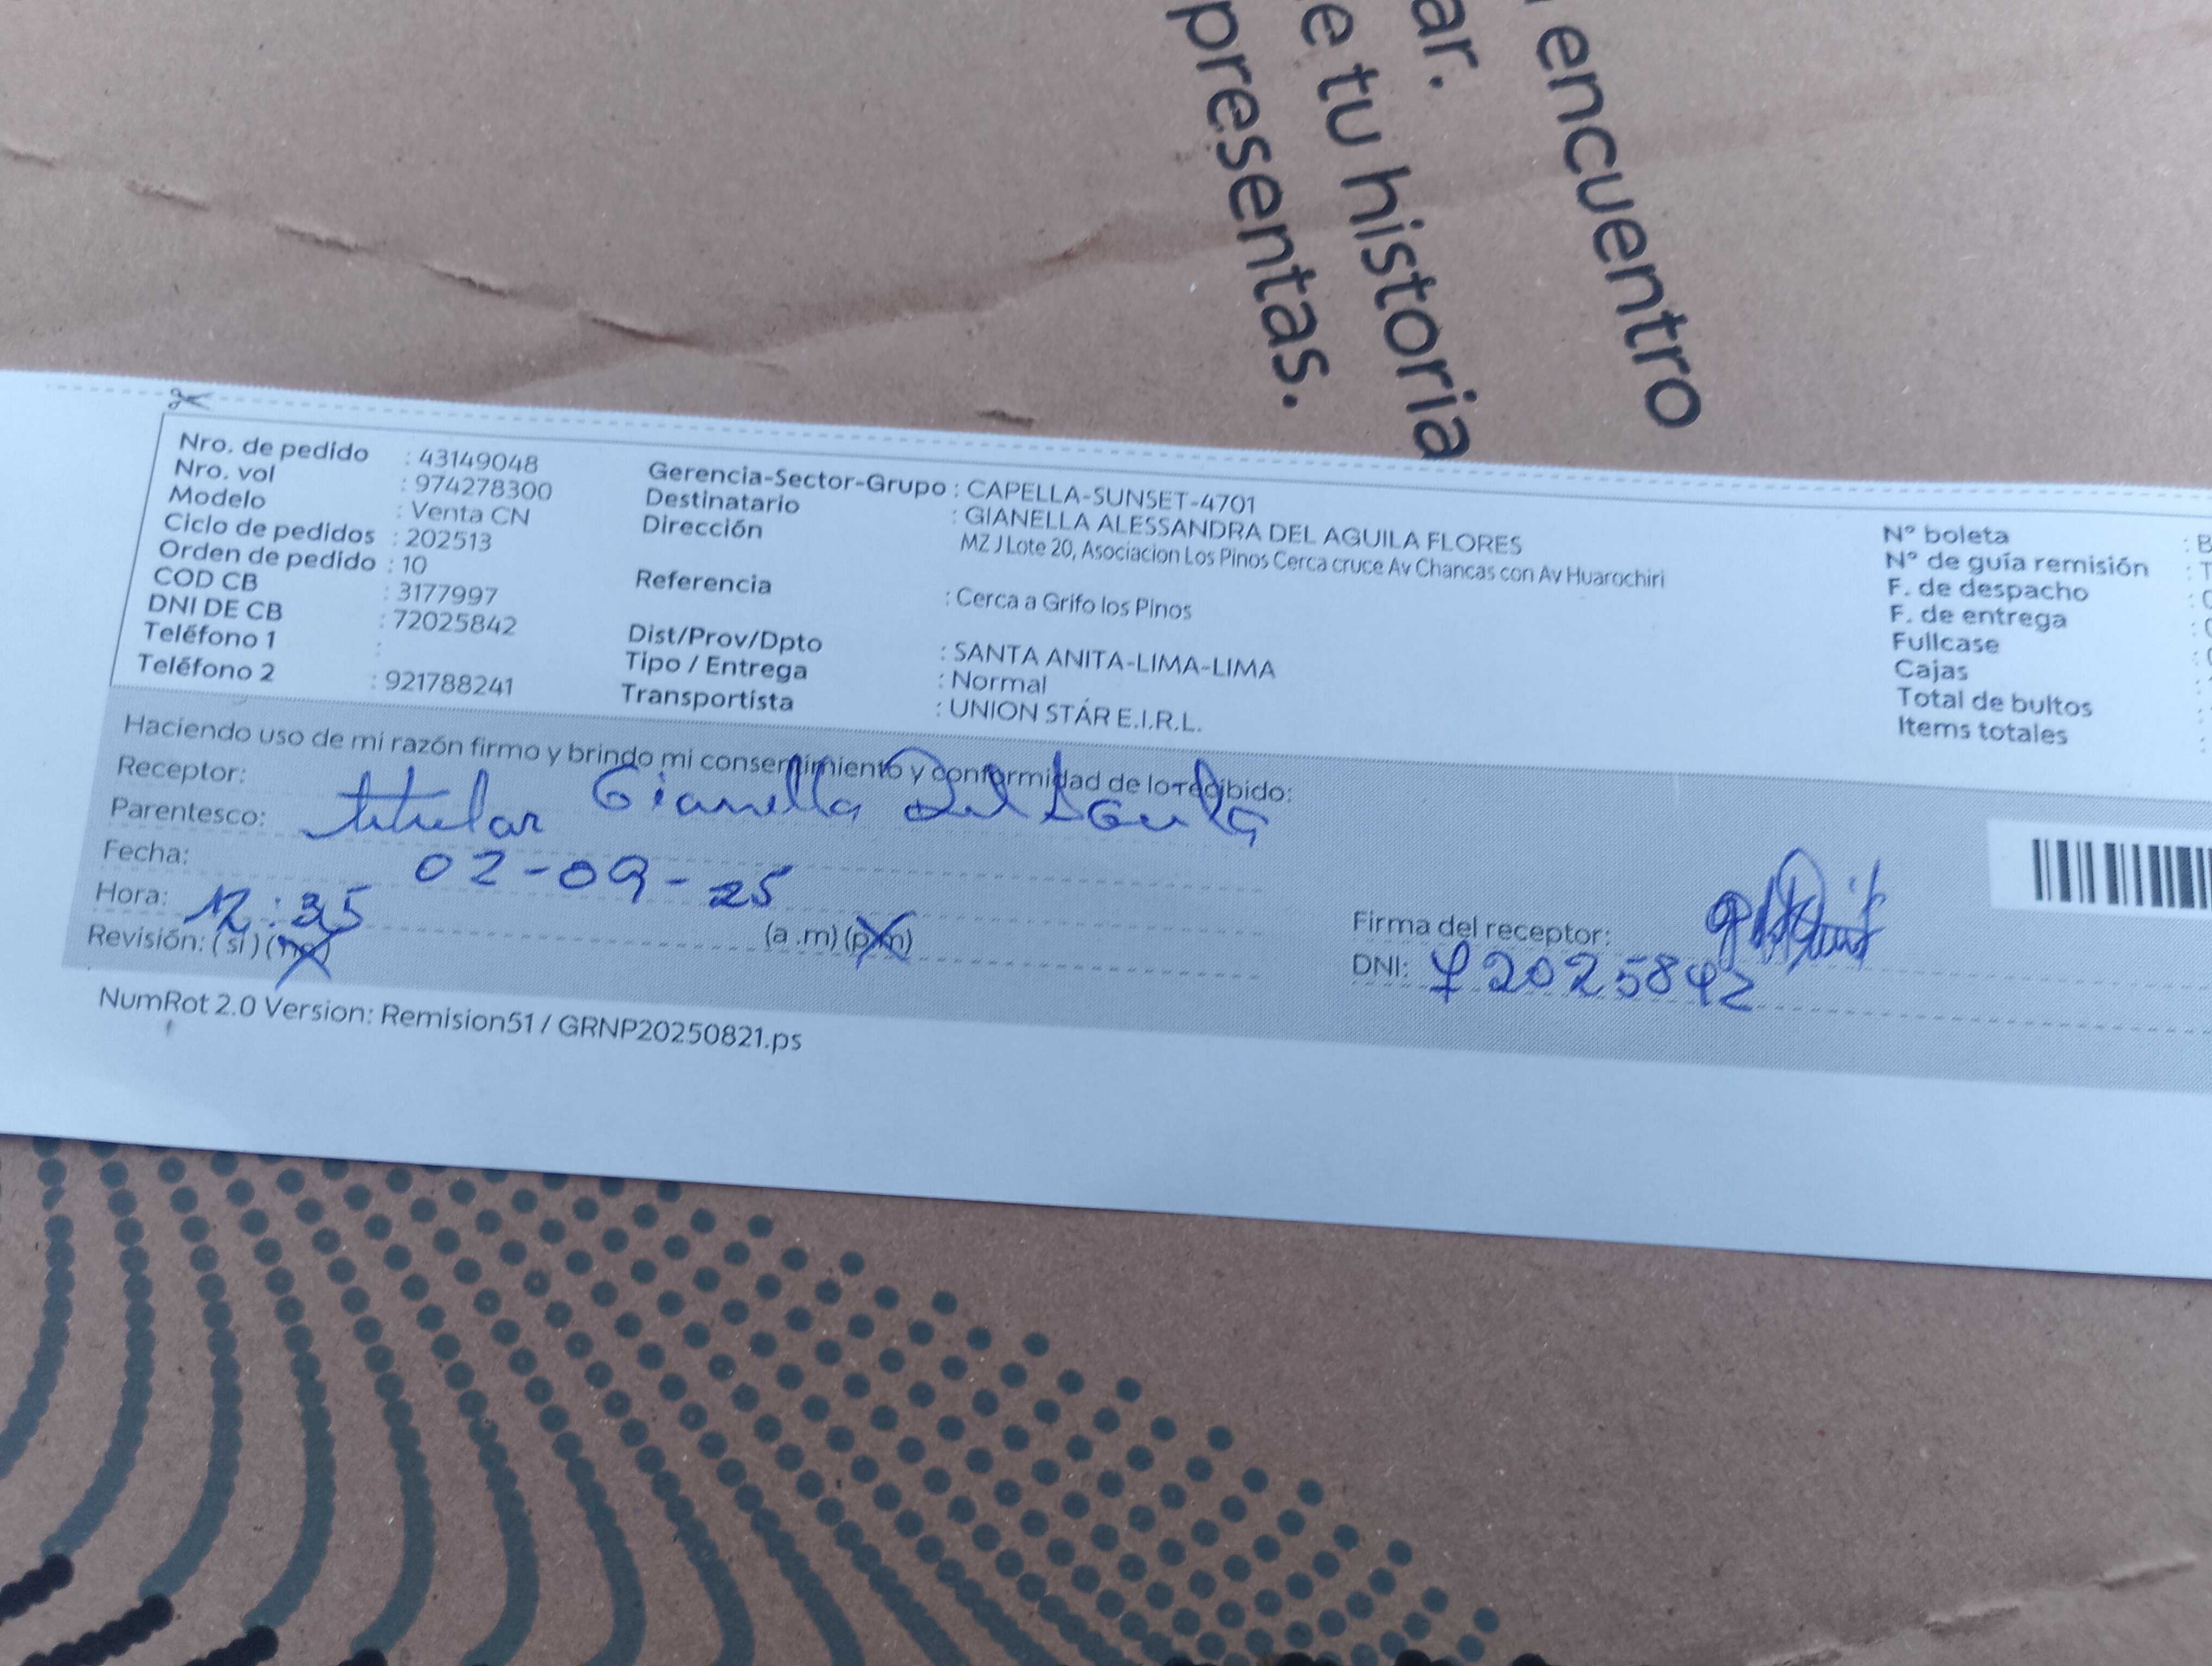 encuentro
ar.
e tu historia
presentas.
Nro. de pedido : 43149048
Nro. vol : 974278300
Modelo : Venta CN
Ciclo de pedidos : 202513
Orden de pedido : 10
COD CB : 3177997
DNI DE CB : 72025842
Teléfono 1 :
Teléfono 2 : 921788241
Gerencia-Sector-Grupo : CAPELLA-SUNSET-4701
Destinatario : GIANELLA ALESSANDRA DEL AGUILA FLORES
Dirección MZ J Lote 20, Asociacion Los Pinos Cerca cruce Av Chancas con Av Huarochiri
Referencia : Cerca a Grifo los Pinos
Dist/Prov/Dpto : SANTA ANITA-LIMA-LIMA
Tipo / Entrega : Normal
Transportista : UNION STÁR E.I.R.L.
N° boleta : B
N° de guía remisión : T
F. de despacho :
F. de entrega :
Fullcase :
Cajas :
Total de bultos :
Items totales :
Haciendo uso de mi razón firmo y brindo mi consentimiento y conformidad de lo recibido:
Receptor: Gianella Del Aguila
Parentesco: titular
Fecha: 02-09-25
Hora: 12:35 (a .m) (p.m)
Revisión: (si) (no)
Firma del receptor:
DNI: 72025842
NumRot 2.0 Version: Remision51 / GRNP20250821.ps